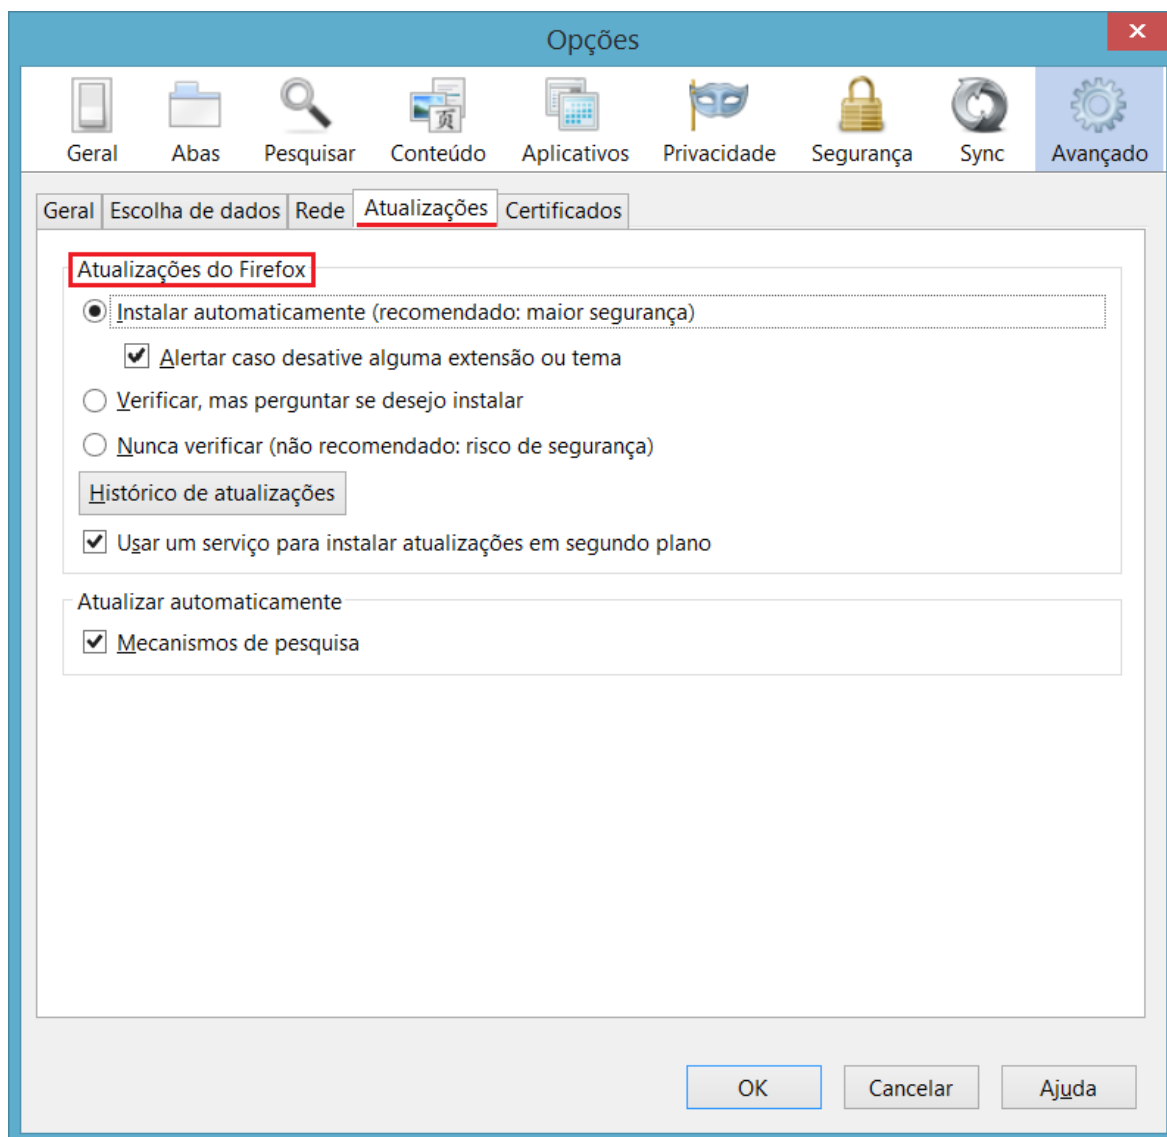 Opções
Geral Abas Pesquisar Conteúdo Aplicativos Privacidade Segurança Sync Avançado
Geral Escolha de dados Rede Atualizações Certificados
Atualizações do Firefox
Instalar automaticamente (recomendado: maior segurança)
Alertar caso desative alguma extensão ou tema
Verificar, mas perguntar se desejo instalar
Nunca verificar (não recomendado: risco de segurança)
Histórico de atualizações
Usar um serviço para instalar atualizações em segundo plano
Atualizar automaticamente
Mecanismos de pesquisa
OK Cancelar Ajuda